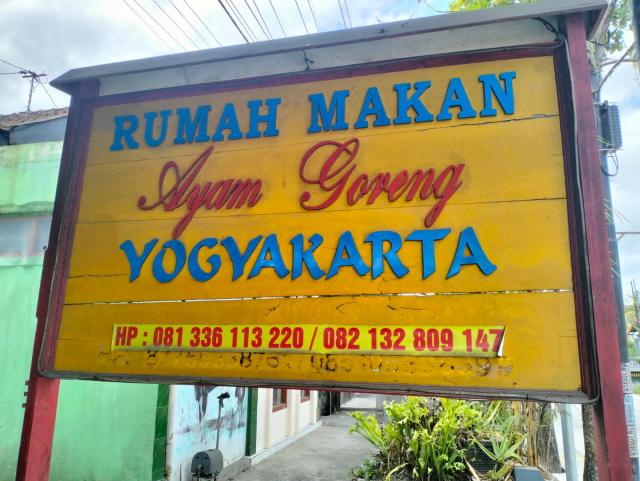 RUMAH MAKAN
Ayam Goreng
YOGYAKARTA
HP : 081 336 113 220 / 082 132 809 147